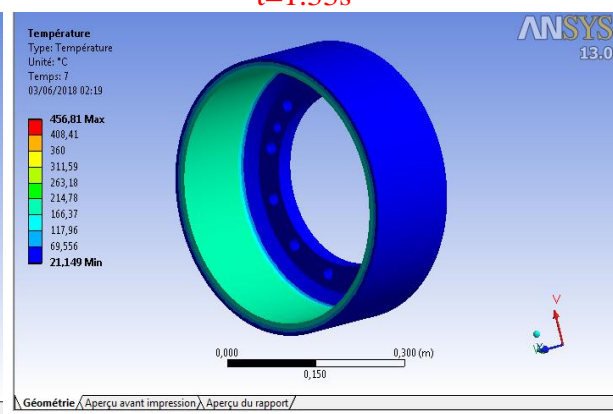 t=1.53s
Température
Type: Température
Unité: °C
Temps: 7
03/06/2018 02:19
456,81 Max
408,41
360
311,59
263,18
214,78
166,37
117,96
69,556
21,149 Min
ANSYS
13.0
0,000
0,300 (m)
0,150
Géométrie
Aperçu avant impression
Aperçu du rapport